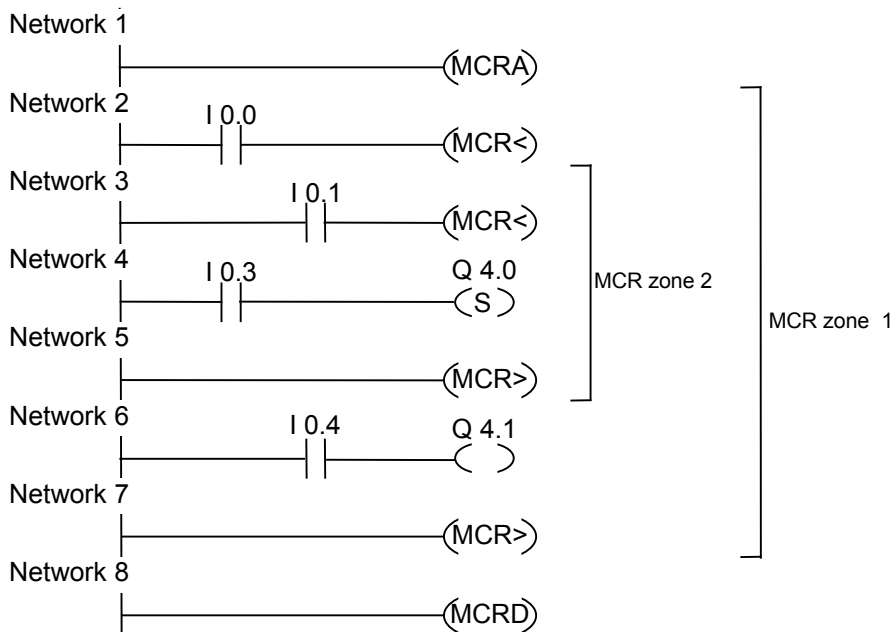 Network 1
(MCRA)
Network 2
I 0.0
(MCR<)
Network 3
I 0.1
(MCR<)
Network 4
I 0.3
Q 4.0
(S)
MCR zone 2
Network 5
(MCR>)
MCR zone 1
Network 6
I 0.4
Q 4.1
( )
Network 7
(MCR>)
Network 8
(MCRD)